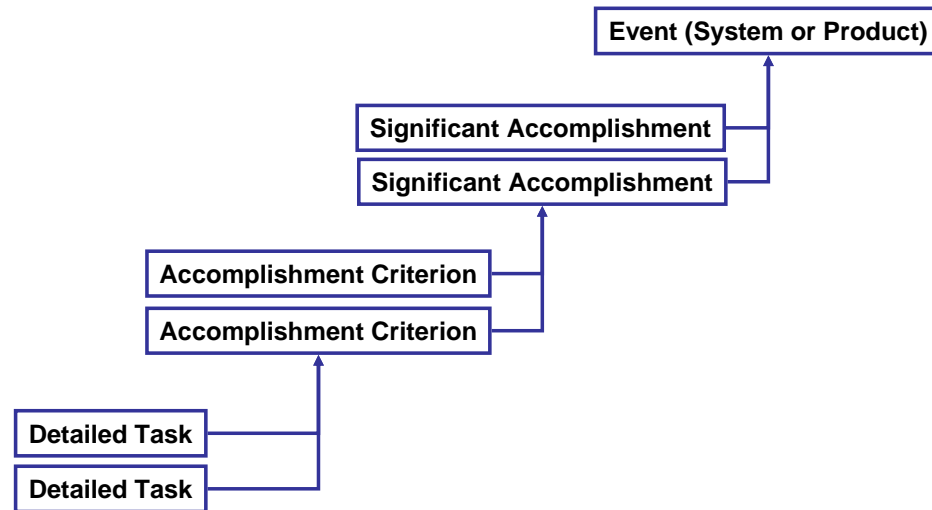 Event (System or Product)
Significant Accomplishment
Significant Accomplishment
Accomplishment Criterion
Accomplishment Criterion
Detailed Task
Detailed Task